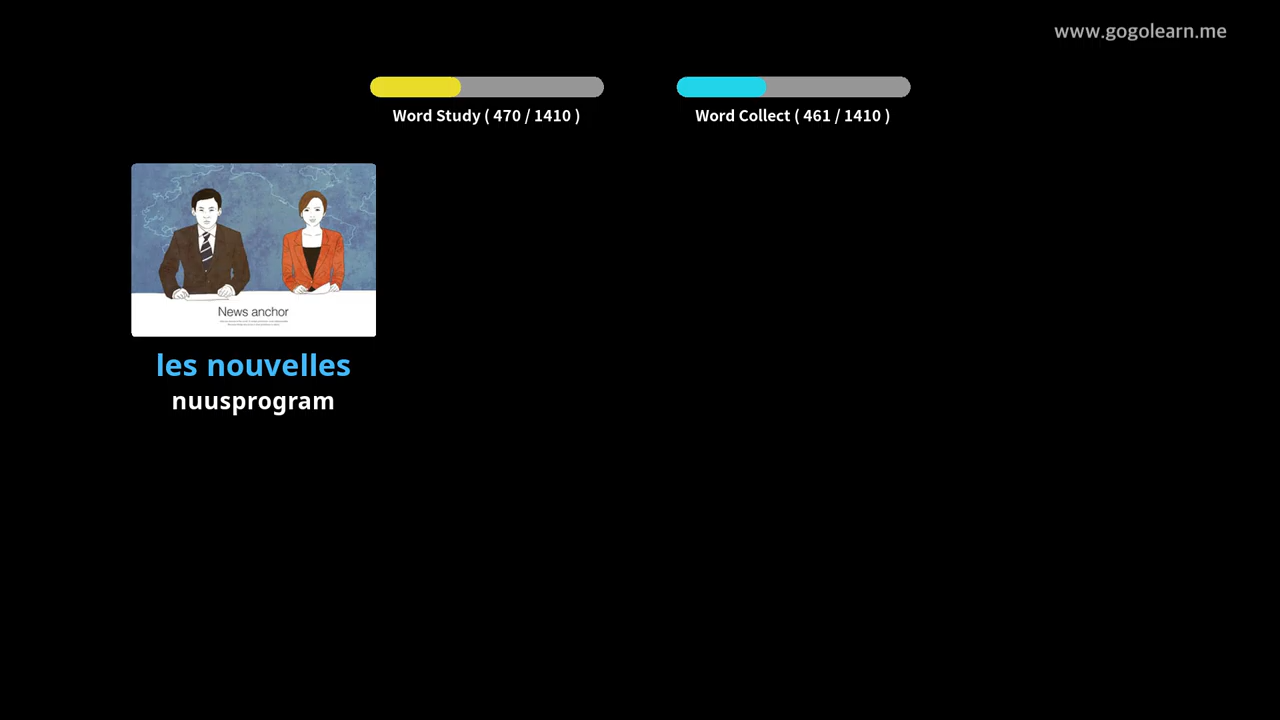 www.gogolearn.me
Word Study ( 470 / 1410 )
Word Collect ( 461 / 1410 )
News anchor
les nouvelles
nuusprogram